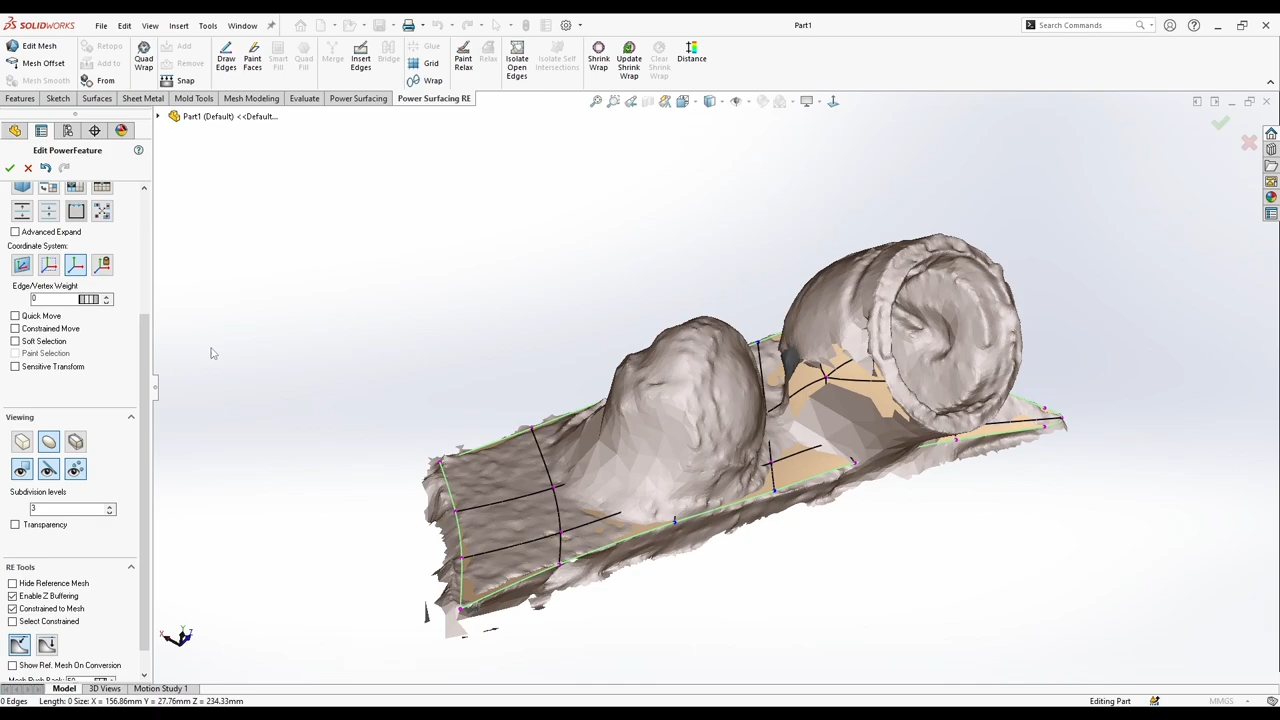 SOLIDWORKS File Edit View Insert Tools Window Part1 Search Commands
Edit Mesh Retopo Quad Wrap Add Draw Edges Paint Faces Smart Fill Quad Fill Merge Insert Edges Bridge Glue Paint Relax Relax Isolate Open Edges Isolate Self Intersections Shrink Wrap Update Shrink Wrap Clear Shrink Wrap Distance
Mesh Offset Add to Remove Grid
Mesh Smooth From Snap Wrap
Features Sketch Surfaces Sheet Metal Mold Tools Mesh Modeling Evaluate Power Surfacing Power Surfacing RE
Part1 (Default) <<Default...
Edit PowerFeature
Advanced Expand
Coordinate System:
Edge/Vertex Weight
0
Quick Move
Constrained Move
Soft Selection
Paint Selection
Sensitive Transform
Viewing
Subdivision levels
3
Transparency
RE Tools
Hide Reference Mesh
Enable Z Buffering
Constrained to Mesh
Select Constrained
Show Ref. Mesh On Conversion
X Y Z
Model 3D Views Motion Study 1
0 Edges Length: 0 Size: X = 156.86mm Y = 27.76mm Z = 234.33mm Editing Part MMGS